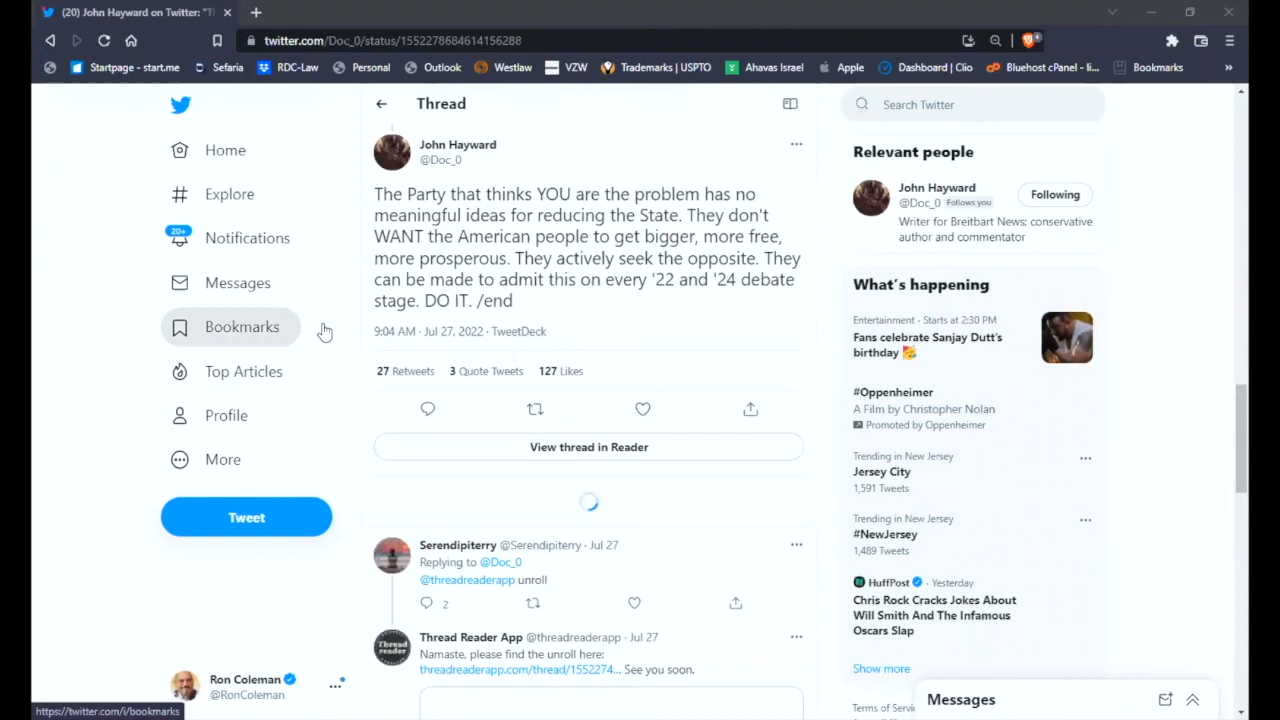 (20) John Hayward on Twitter: "T
twitter.com/Doc_0/status/1552278684614156288
4
Startpage - start.me
Sefaria
RDC-Law
Personal
Outlook
Westlaw
VZW
Trademarks | USPTO
Ahavas Israel
Apple
Dashboard | Clio
Bluehost cPanel - li...
Bookmarks
»
Home
Explore
20+
Notifications
Messages
Bookmarks
Top Articles
Profile
More
Tweet
Ron Coleman
@RonColeman
https://twitter.com/i/bookmarks
Thread
John Hayward
@Doc_0
The Party that thinks YOU are the problem has no
meaningful ideas for reducing the State. They don't
WANT the American people to get bigger, more free,
more prosperous. They actively seek the opposite. They
can be made to admit this on every '22 and '24 debate
stage. DO IT. /end
9:04 AM · Jul 27, 2022 · TweetDeck
27 Retweets 3 Quote Tweets 127 Likes
View thread in Reader
Serendipiterry @Serendipiterry · Jul 27
Replying to @Doc_0
@threadreaderapp unroll
2
Thread reader
Thread Reader App @threadreaderapp · Jul 27
Namaste, please find the unroll here:
threadreaderapp.com/thread/1552274... See you soon.
Search Twitter
Relevant people
John Hayward
@Doc_0 Follows you
Following
Writer for Breitbart News: conservative
author and commentator
What's happening
Entertainment · Starts at 2:30 PM
Fans celebrate Sanjay Dutt's
birthday 🥳
#Oppenheimer
A Film by Christopher Nolan
Promoted by Oppenheimer
Trending in New Jersey
Jersey City
1,591 Tweets
Trending in New Jersey
#NewJersey
1,489 Tweets
HuffPost · Yesterday
Chris Rock Cracks Jokes About
Will Smith And The Infamous
Oscars Slap
Show more
Terms of Servi
Messages